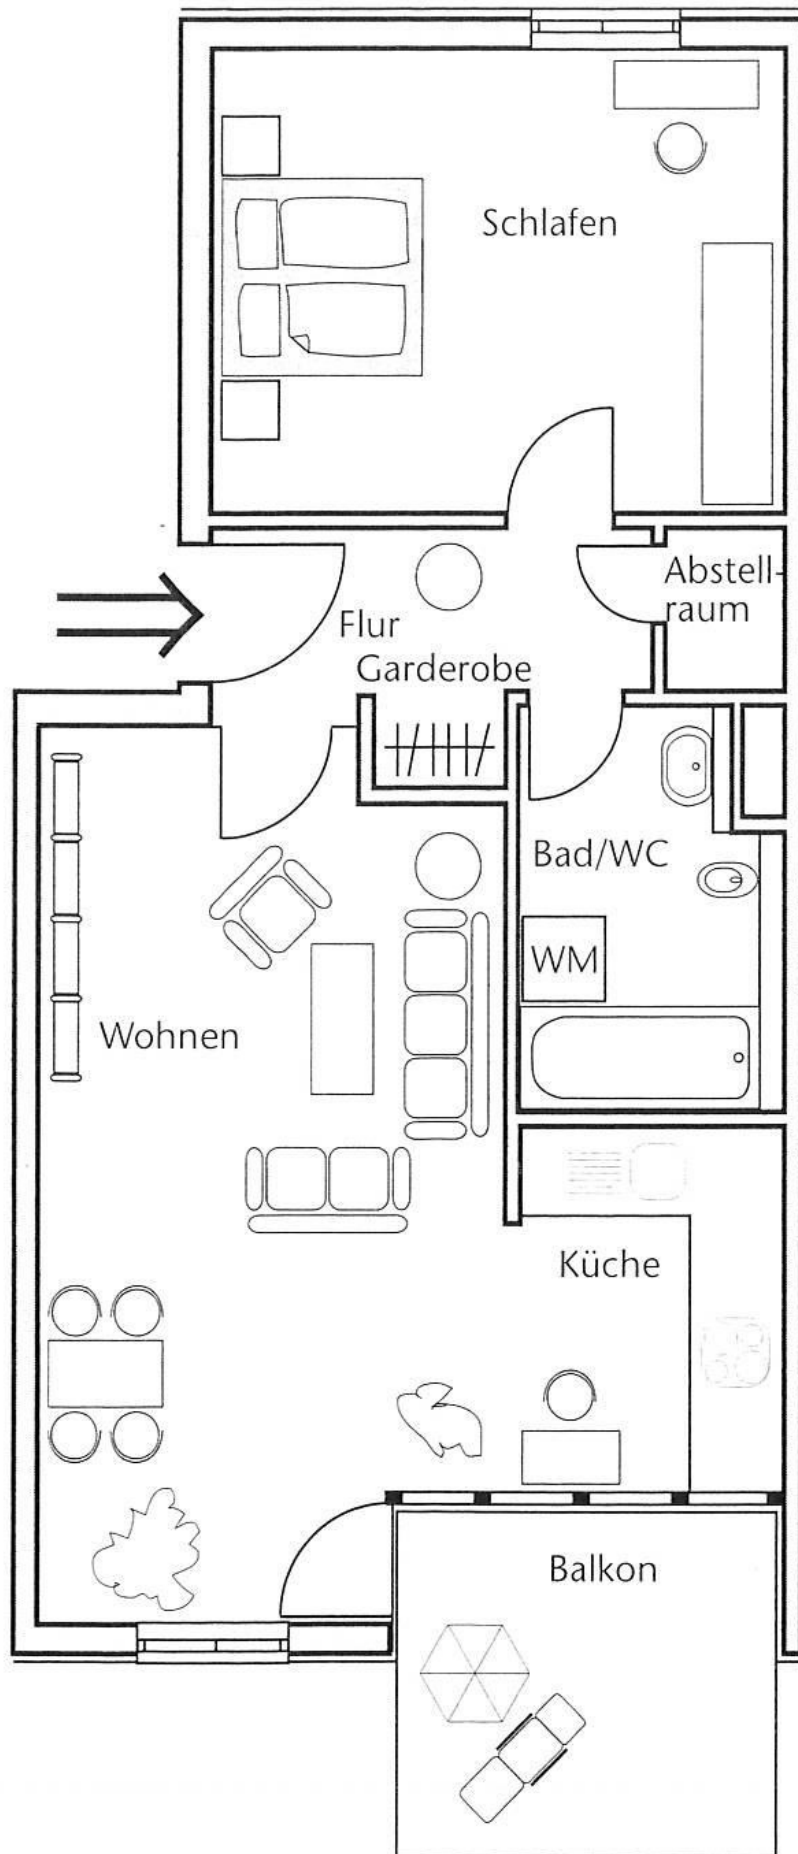 Schlafen
Abstell-
raum
Flur
Garderobe
Bad/WC
WM
Wohnen
Küche
Balkon